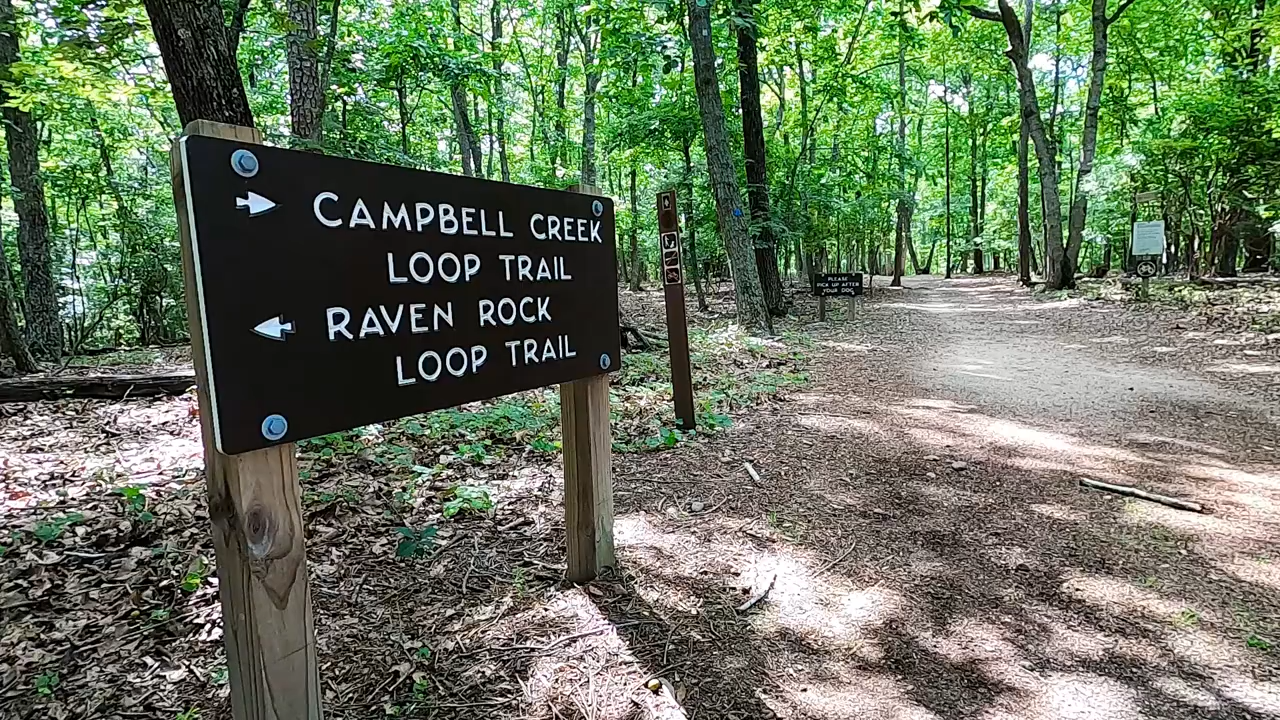 CAMPBELL CREEK
LOOP TRAIL
RAVEN ROCK
LOOP TRAIL
PLEASE
PICK UP AFTER
YOUR DOG